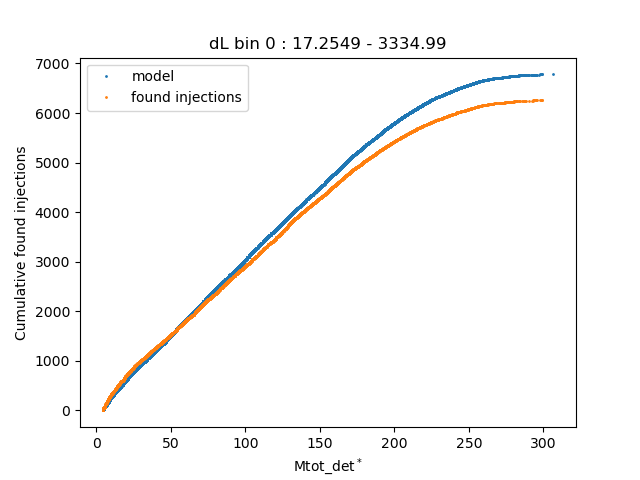 dL bin 0 : 17.2549 - 3334.99
model
found injections
Cumulative found injections
7000
6000
5000
4000
3000
2000
1000
0
0 50 100 150 200 250 300
Mtot_det*